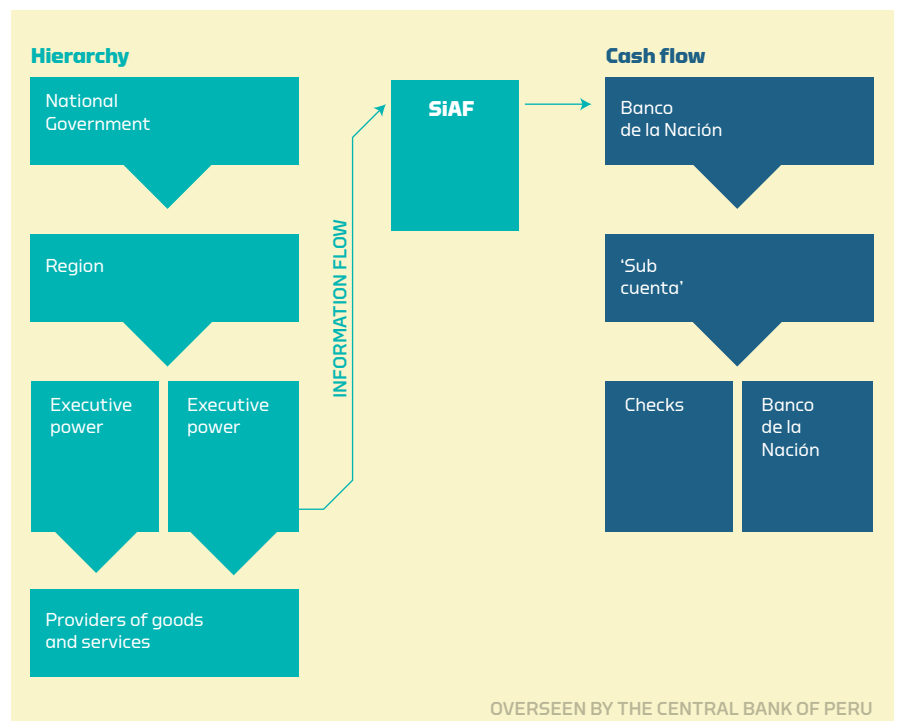 Hierarchy
National
Government
Region
Executive
power
Executive
power
Providers of goods
and services
INFORMATION FLOW
SiAF
Cash flow
Banco
de la Nación
‘Sub
cuenta’
Checks
Banco
de la
Nación
OVERSEEN BY THE CENTRAL BANK OF PERU